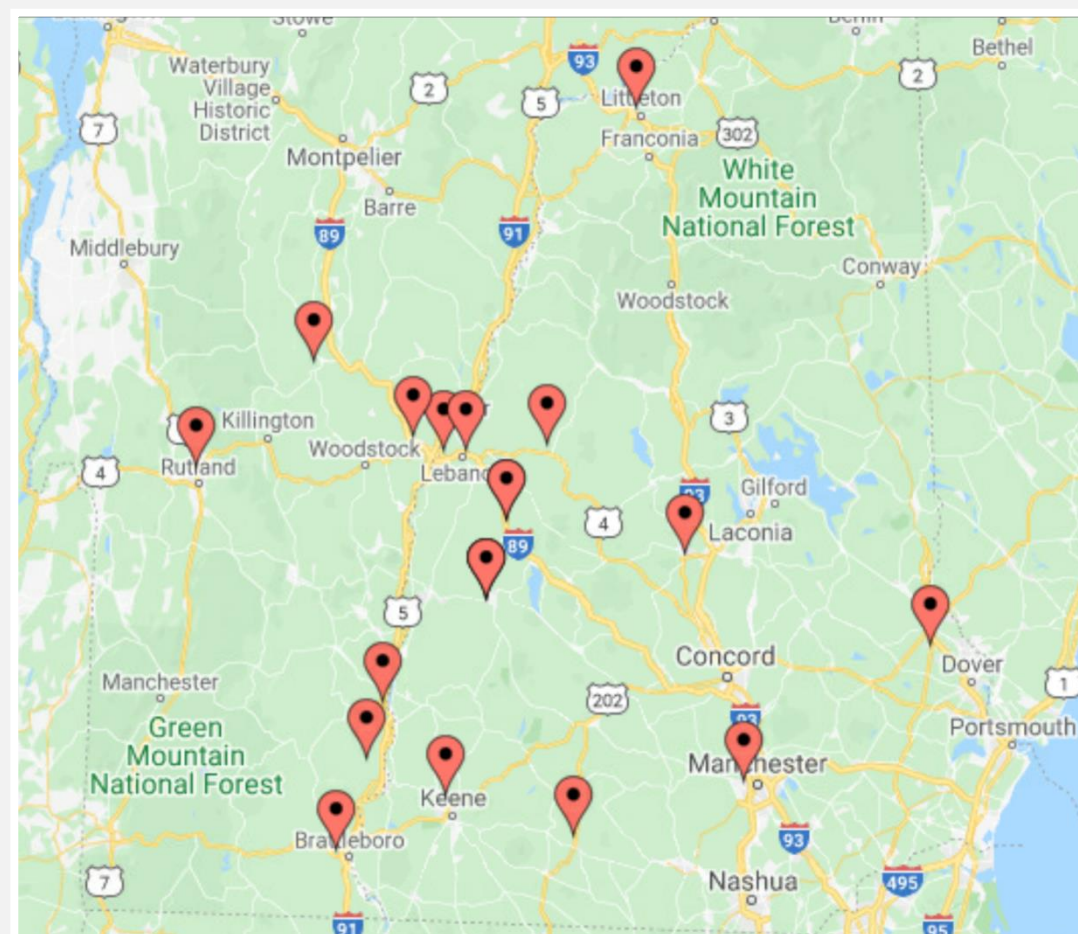 Stowe
Berlin
Bethel
93
2
Waterbury
Village
Historic
District
2
5
Littleton
7
Franconia
302
Montpelier
White
Mountain
National Forest
Barre
89
91
Middlebury
Conway
Woodstock
Killington
3
Woodstock
Rutland
4
Gilford
93
4
Laconia
89
5
Concord
Dover
Manchester
202
1
93
Portsmouth
Green
Mountain
National Forest
Manchester
Keene
Brattleboro
93
7
Nashua
495
91
95